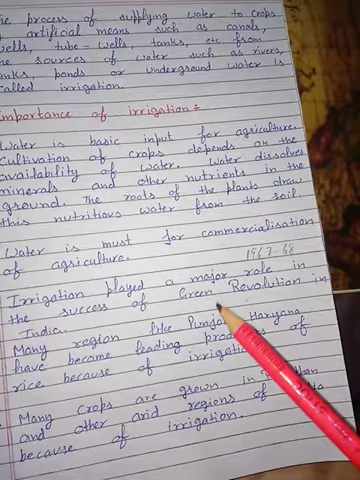 process of supplying water to crops
artificial means such as canals,
wells, tube-wells, tanks, etc from
sources of water such as rivers,
tanks, ponds or underground water is
called irrigation.
importance of irrigation:
Water is basic input for agriculture.
Cultivation of crops depends on the
availability of water. Water dissolves
minerals and other nutrients in the
ground. The roots of the plants draw
this nutritious water from the soil
Water is must for commercialisation
of agriculture.
1967-68
Irrigation played a major role in
the success of Green Revolution in
India.
Many region like Haryana
have become leading of
rice because of
Many crops are grown in
and other arid regions of
because of irrigation.